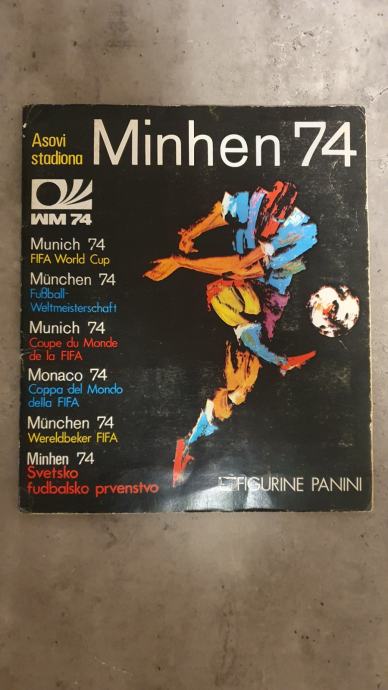 Asovi
stadiona
Minhen 74
WM 74
Munich 74
FIFA World Cup
München 74
Fußball-
Weltmeisterschaft
Munich 74
Coupe du Monde
de la FIFA
Monaco 74
Coppa del Mondo
della FIFA
München 74
Wereldbeker FIFA
Minhen 74
Svetsko
fudbalsko prvenstvo
FIGURINE PANINI